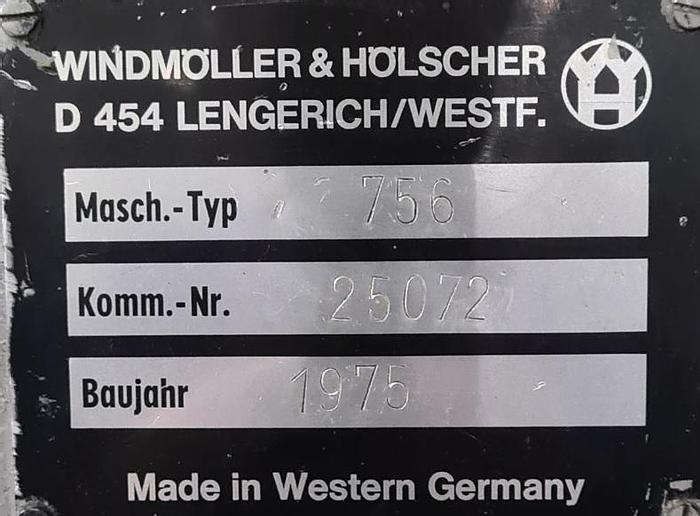 WINDMÖLLER & HÖLSCHER
D 454 LENGERICH/WESTF.
Masch.-Typ 756
Komm.-Nr. 25072
Baujahr 1975
Made in Western Germany